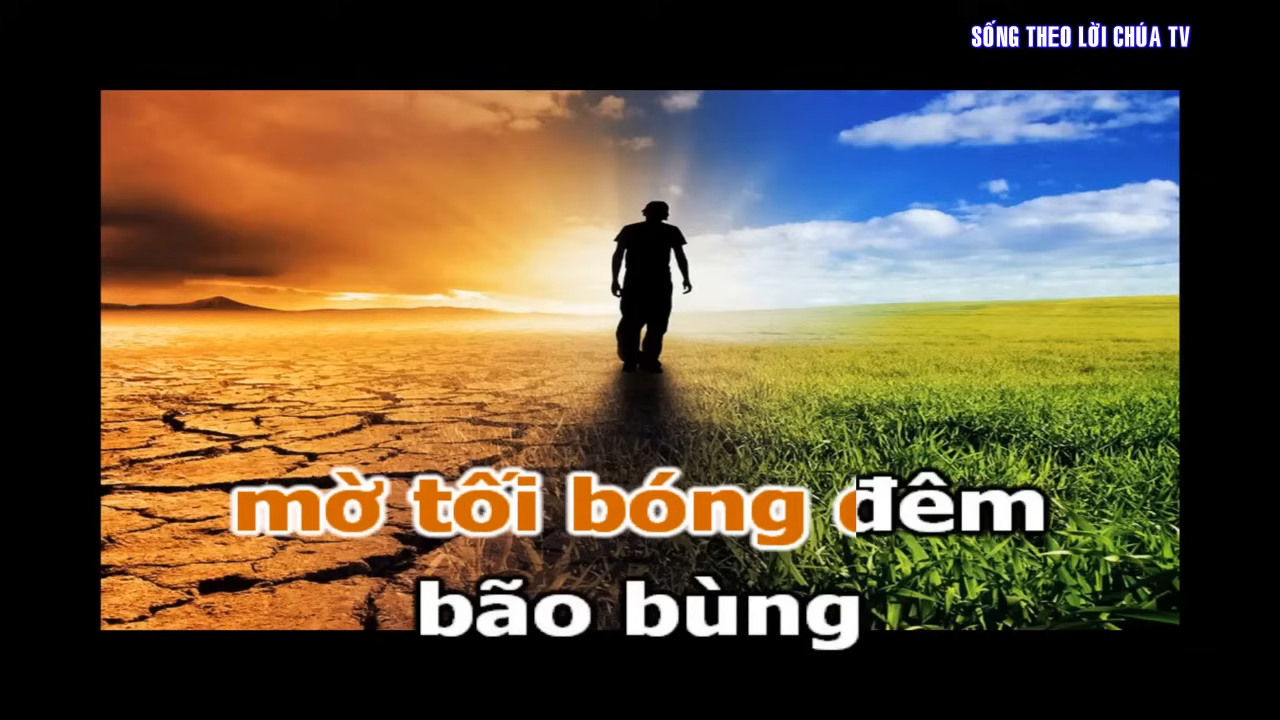 SỐNG THEO LỜI CHÚA TV
mờ tối bóng đêm
bão bùng